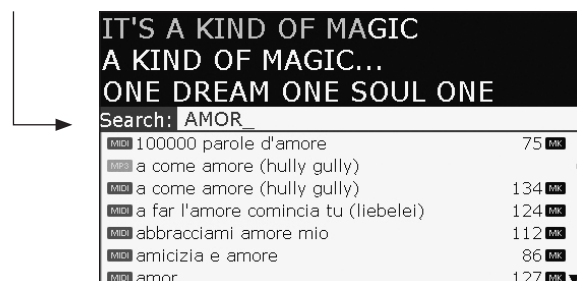 IT'S A KIND OF MAGIC
A KIND OF MAGIC...
ONE DREAM ONE SOUL ONE
Search: AMOR_
MIDI 100000 parole d'amore 75 MK
MP3 a come amore (hully gully)
MIDI a come amore (hully gully) 134 MK
MIDI a far l'amore comincia tu (liebelei) 124 MK
MIDI abbracciami amore mio 112 MK
MIDI amicizia e amore 86 MK
MIDI amor 127 MK